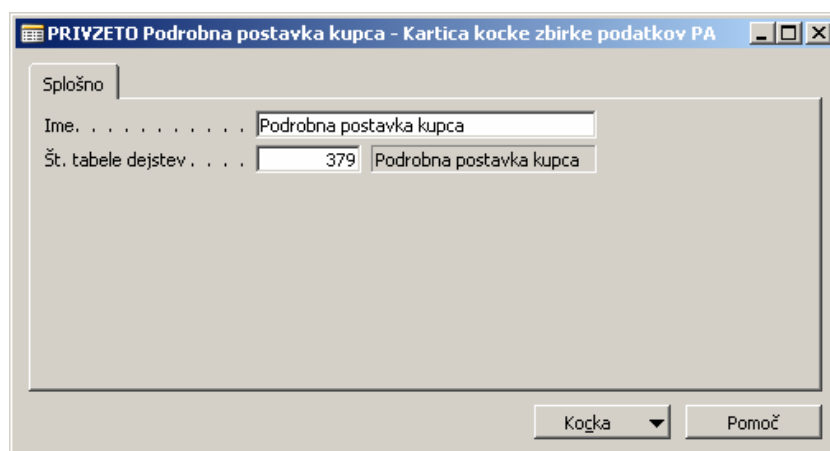 PRIVZETO Podrobna postavka kupca - Kartica kocke zbirke podatkov PA
Splošno
Ime. . . . . . . . . . . Podrobna postavka kupca
Št. tabele dejstev . . . . 379 Podrobna postavka kupca
Kocka Pomoč